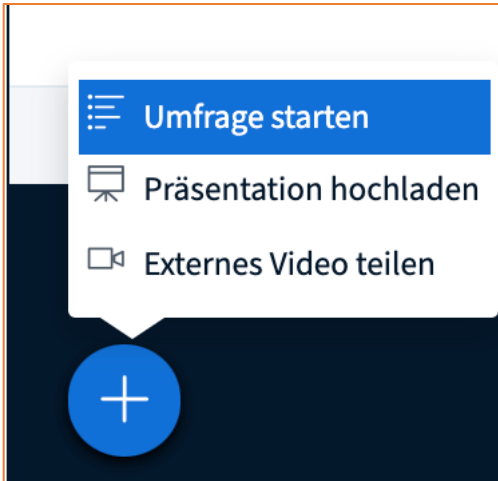 Umfrage starten
Präsentation hochladen
Externes Video teilen